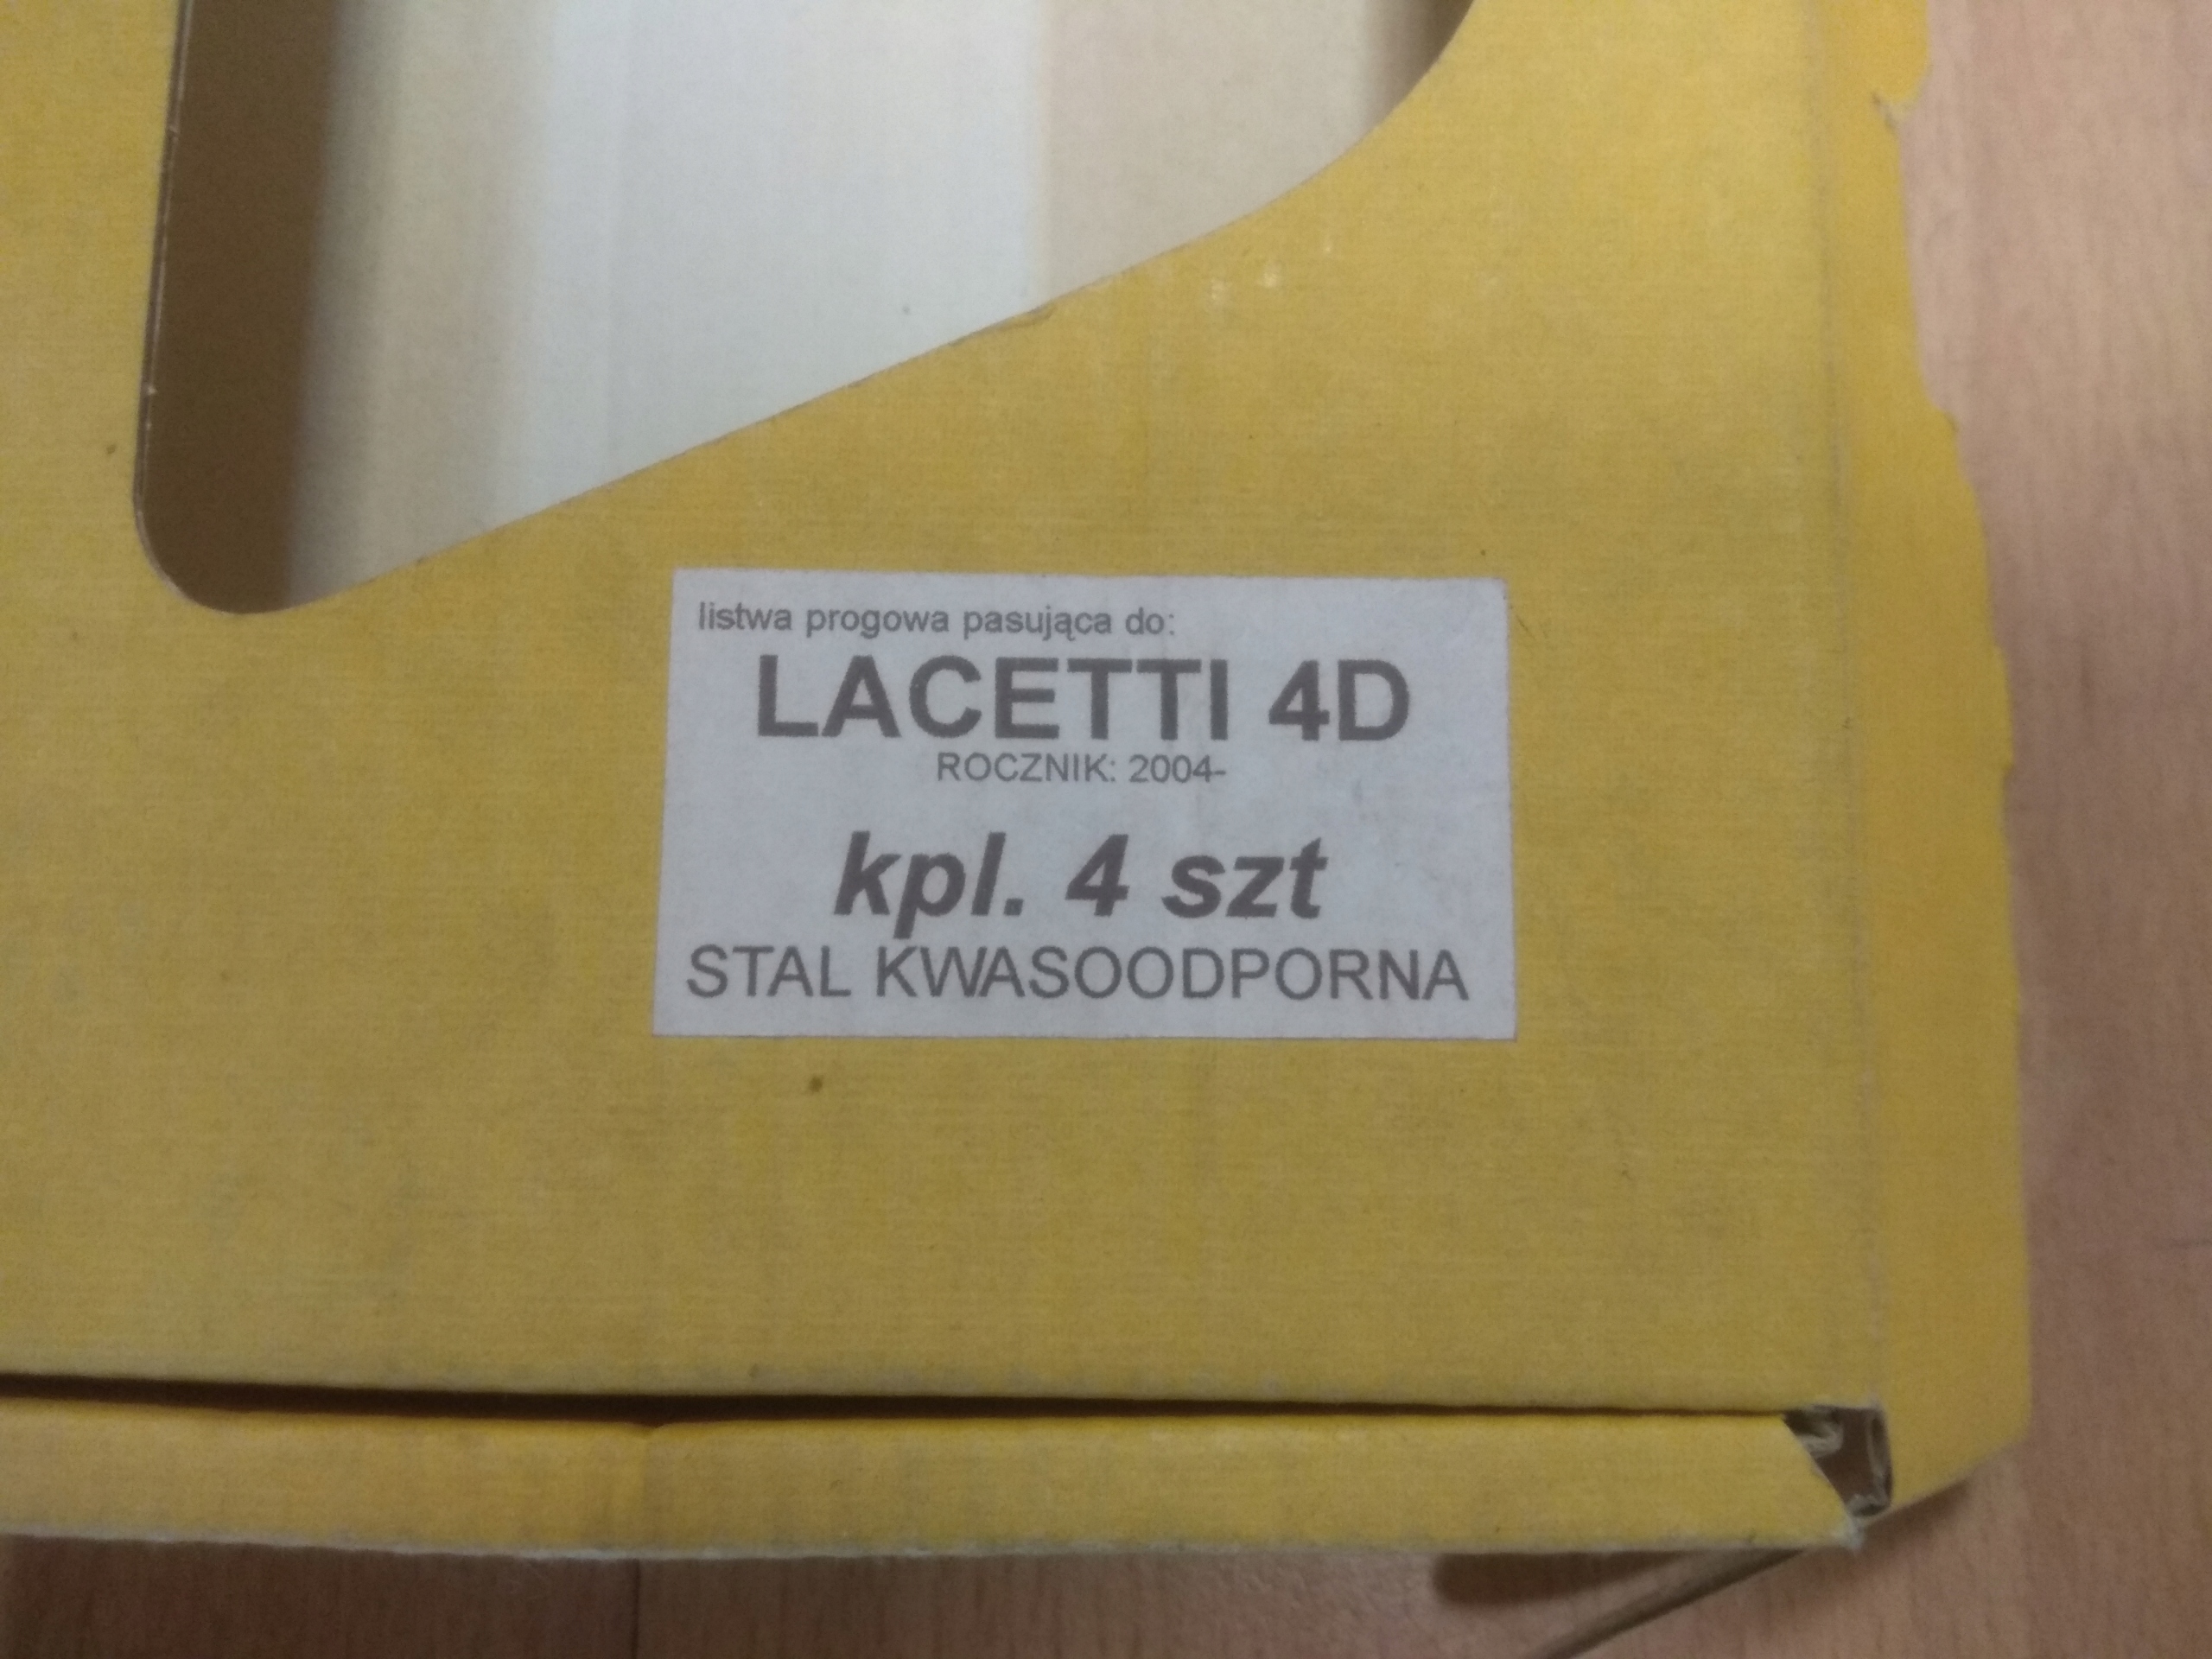 listwa progowa pasująca do:
LACETTI 4D
ROCZNIK: 2004-
kpl. 4 szt
STAL KWASOODPORNA